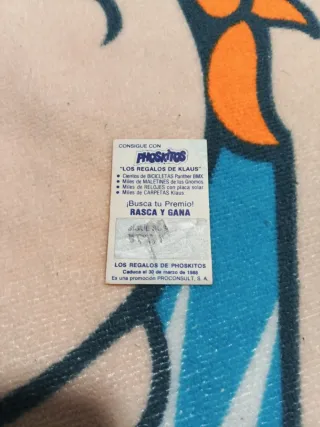 CONSIGUE CON
PHOSKITOS
"LOS REGALOS DE KLAUS"
• Cientos de BICICLETAS Panther BMX
• Miles de MALETINES de los Gnomos.
• Miles de RELOJES con placa solar
• Miles de CARPETAS Klaus
¡Busca tu Premio!
RASCA Y GANA
LOS REGALOS DE PHOSKITOS
Caduca el 30 de marzo de 1988
Es una promoción PROCONSULT, S. A.